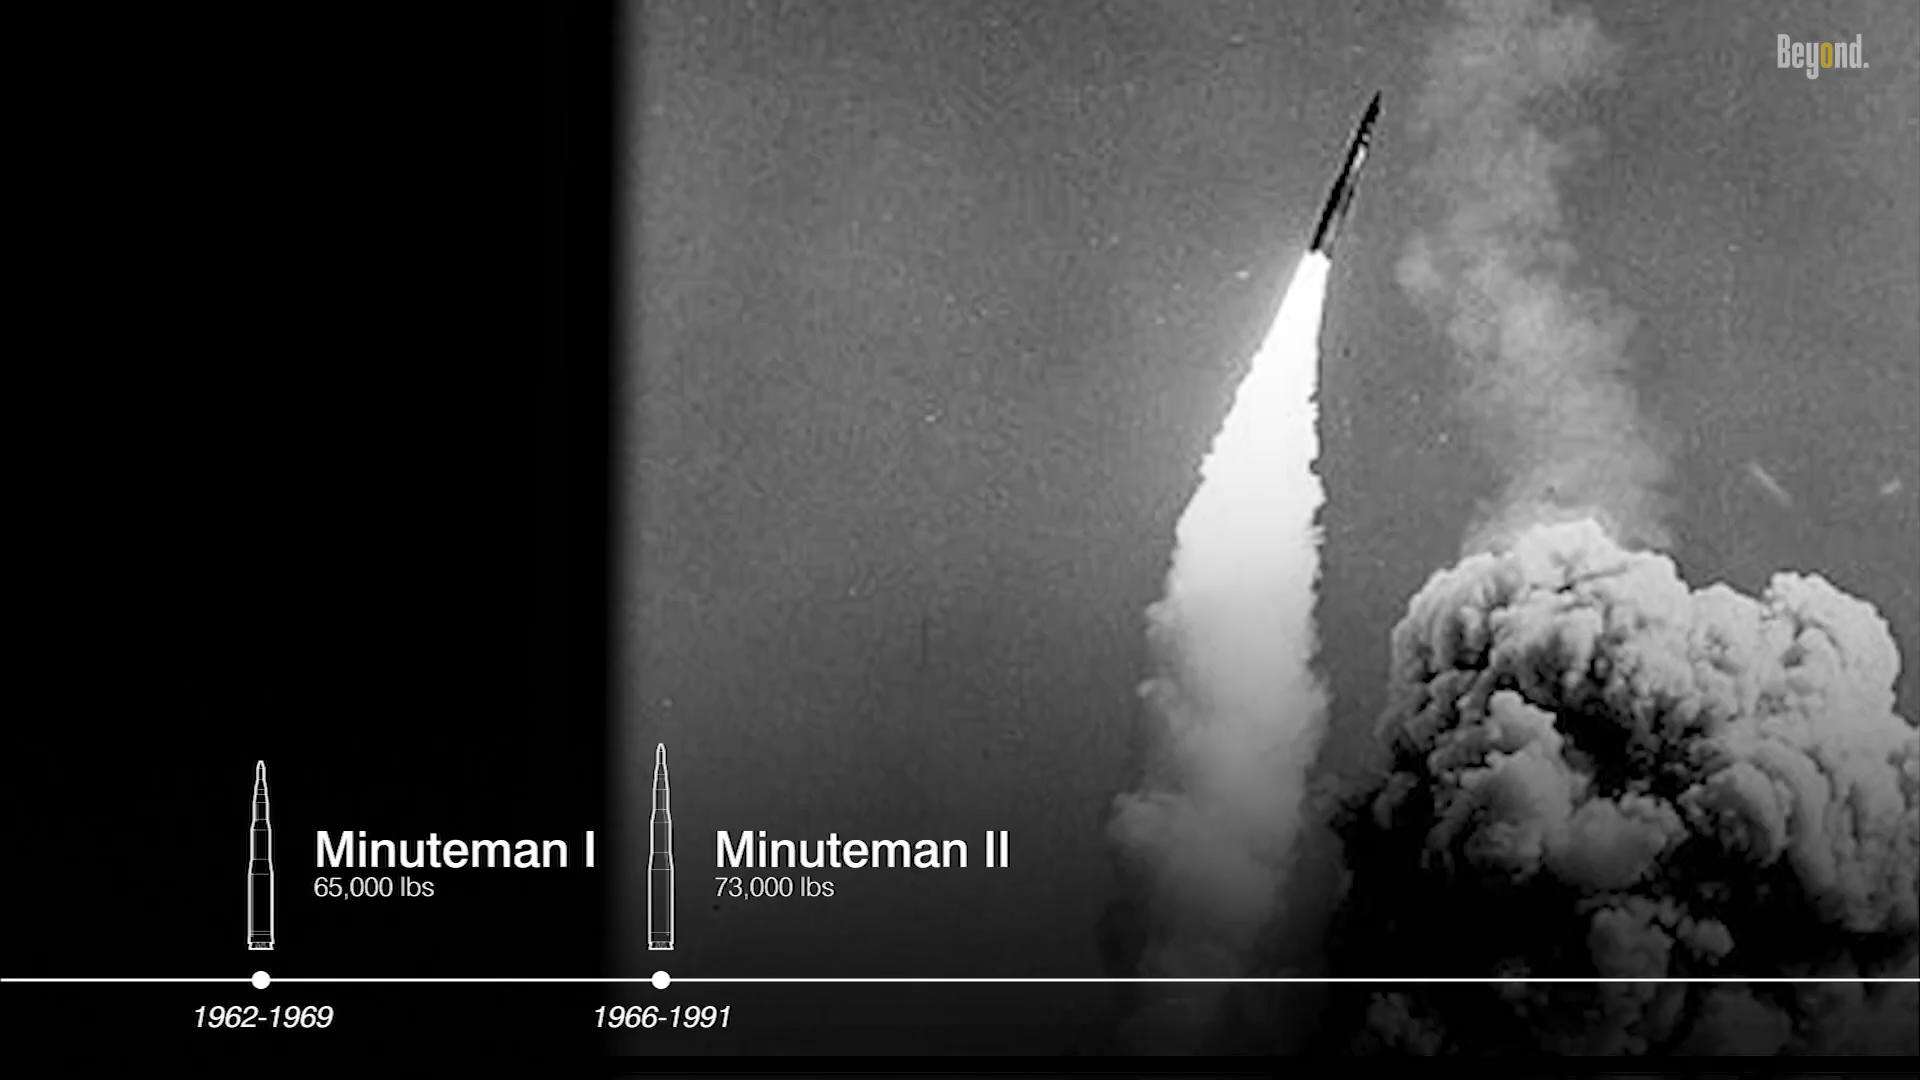 Beyond.
Minuteman I
65,000 lbs
Minuteman II
73,000 lbs
1962-1969
1966-1991